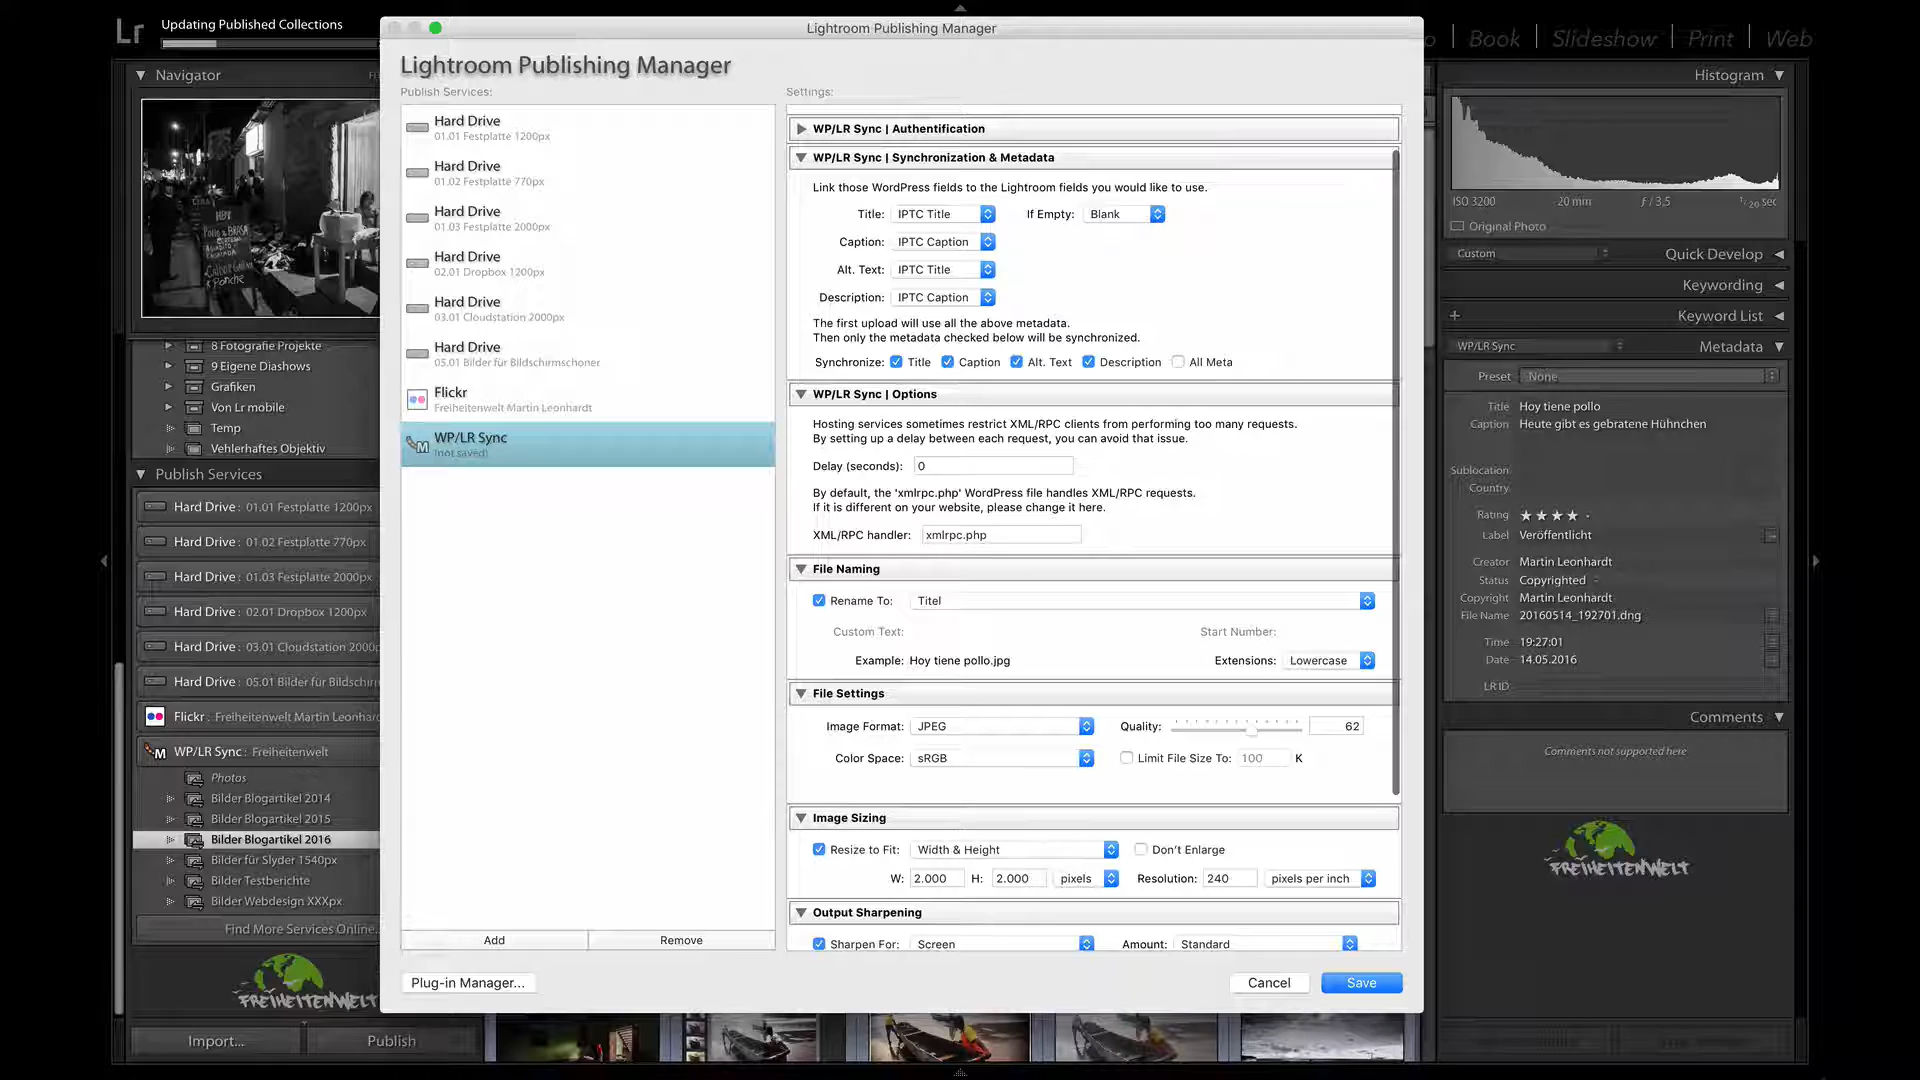 Lr
Updating Published Collections
Lightroom Publishing Manager
Book
Slideshow
Print
Web
Navigator
Histogram
Lightroom Publishing Manager
Publish Services:
Settings:
Hard Drive
01.01 Festplatte 1200px
Hard Drive
01.02 Festplatte 770px
Hard Drive
01.03 Festplatte 2000px
Hard Drive
02.01 Dropbox 1200px
Hard Drive
03.01 Cloudstation 2000px
Hard Drive
05.01 Bilder für Bildschirmschoner
Flickr
Freiheitenwelt Martin Leonhardt
WP/LR Sync
(not saved)
Add
Remove
Plug-in Manager...
WP/LR Sync | Authentification
WP/LR Sync | Synchronization & Metadata
Link those WordPress fields to the Lightroom fields you would like to use.
Title: IPTC Title If Empty: Blank
Caption: IPTC Caption
Alt. Text: IPTC Title
Description: IPTC Caption
The first upload will use all the above metadata.
Then only the metadata checked below will be synchronized.
Synchronize: Title Caption Alt. Text Description All Meta
WP/LR Sync | Options
Hosting services sometimes restrict XML/RPC clients from performing too many requests.
By setting up a delay between each request, you can avoid that issue.
Delay (seconds): 0
By default, the 'xmlrpc.php' WordPress file handles XML/RPC requests.
If it is different on your website, please change it here.
XML/RPC handler: xmlrpc.php
File Naming
Rename To: Titel
Custom Text: Start Number:
Example: Hoy tiene pollo.jpg Extensions: Lowercase
File Settings
Image Format: JPEG Quality: 62
Color Space: sRGB Limit File Size To: 100 K
Image Sizing
Resize to Fit: Width & Height Don't Enlarge
W: 2.000 H: 2.000 pixels Resolution: 240 pixels per inch
Output Sharpening
Sharpen For: Screen Amount: Standard
Cancel
Save
8 Fotografie Projekte
9 Eigene Diashows
Grafiken
Von Lr mobile
Temp
Vehlerhaftes Objektiv
Publish Services
Hard Drive : 01.01 Festplatte 1200px
Hard Drive : 01.02 Festplatte 770px
Hard Drive : 01.03 Festplatte 2000px
Hard Drive : 02.01 Dropbox 1200px
Hard Drive : 03.01 Cloudstation 2000p
Hard Drive : 05.01 Bilder für Bildschirn
Flickr : Freiheitenwelt Martin Leonhard
WP/LR Sync : Freiheitenwelt
Photos
Bilder Blogartikel 2014
Bilder Blogartikel 2015
Bilder Blogartikel 2016
Bilder für Slyder 1540px
Bilder Testberichte
Bilder Webdesign XXXpx
Find More Services Online...
FREIHEITENWELT
Import...
Publish
ISO 3200 20 mm ƒ / 3,5 1/20 sec
Original Photo
Custom
Quick Develop
Keywording
Keyword List
WP/LR Sync
Metadata
Preset None
Title Hoy tiene pollo
Caption Heute gibt es gebratene Hühnchen
Sublocation
Country
Rating ★ ★ ★ ★ ·
Label Veröffentlicht
Creator Martin Leonhardt
Status Copyrighted
Copyright Martin Leonhardt
File Name 20160514_192701.dng
Time 19:27:01
Date 14.05.2016
LR ID
Comments
Comments not supported here
FREIHEITENWELT